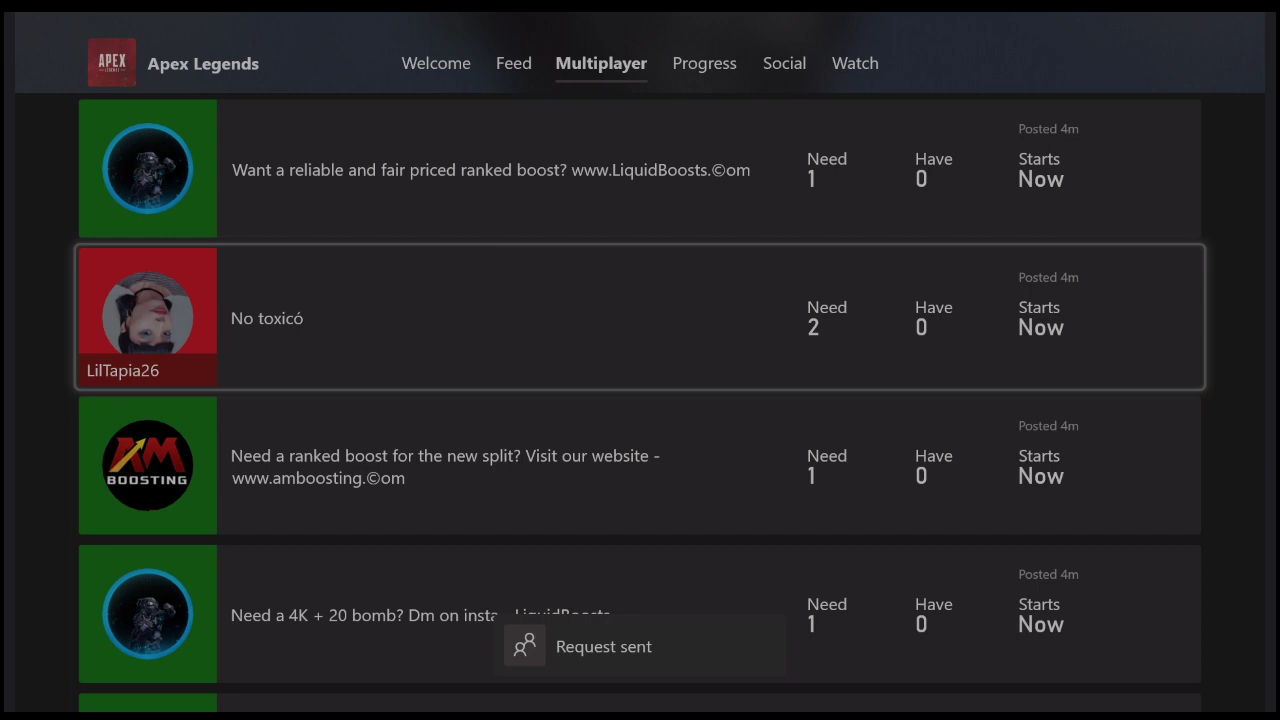 APEX
LEGENDS
Apex Legends
Welcome
Feed
Multiplayer
Progress
Social
Watch
Want a reliable and fair priced ranked boost? www.LiquidBoosts.©om
Need
1
Have
0
Posted 4m
Starts
Now
LilTapia26
No toxicó
Need
2
Have
0
Posted 4m
Starts
Now
AM
BOOSTING
Need a ranked boost for the new split? Visit our website -
www.amboosting.©om
Need
1
Have
0
Posted 4m
Starts
Now
Need a 4K + 20 bomb? Dm on insta - LiquidBoosts
Need
1
Have
0
Posted 4m
Starts
Now
Request sent